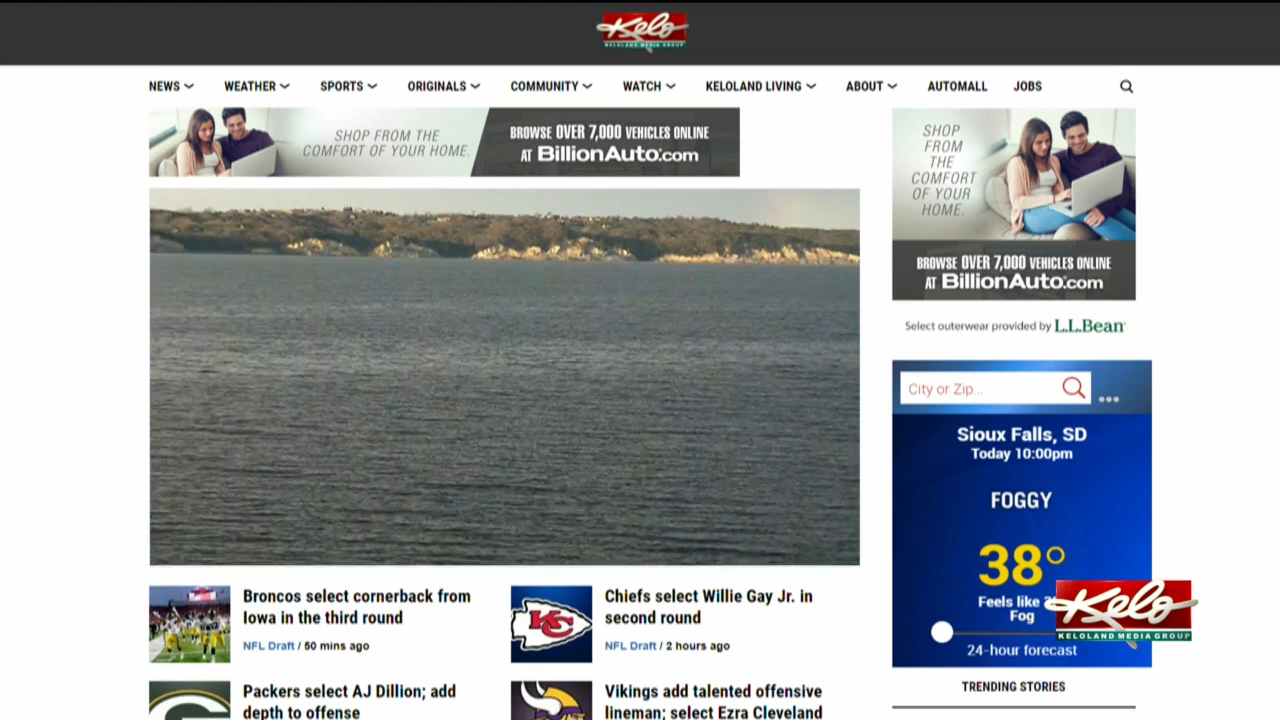 Kelo
KELOLAND MEDIA GROUP
NEWS
WEATHER
SPORTS
ORIGINALS
COMMUNITY
WATCH
KELOLAND LIVING
ABOUT
AUTOMALL
JOBS
SHOP FROM THE
COMFORT OF YOUR HOME.
BROWSE OVER 7,000 VEHICLES ONLINE
AT BillionAuto.com
SHOP
FROM
THE
COMFORT
OF YOUR
HOME.
BROWSE OVER 7,000 VEHICLES ONLINE
AT BillionAuto.com
Select outerwear provided by L.L.Bean
City or Zip...
Sioux Falls, SD
Today 10:00pm
FOGGY
38°
Feels like
Fog
24-hour forecast
Kelo
KELOLAND MEDIA GROUP
TRENDING STORIES
Broncos select cornerback from
Iowa in the third round
NFL Draft / 50 mins ago
KC
Chiefs select Willie Gay Jr. in
second round
NFL Draft / 2 hours ago
Packers select AJ Dillion; add
depth to offense
Vikings add talented offensive
lineman; select Ezra Cleveland